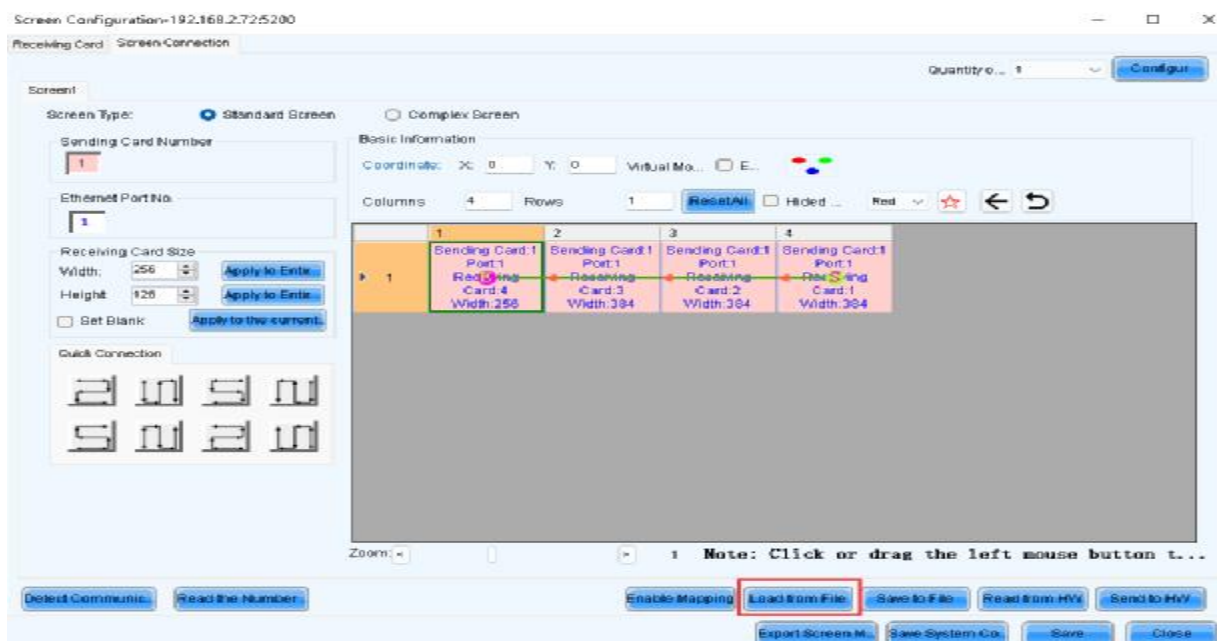 Screen Configuration-192.168.2.72:5200
Receiving Card Screen Connection
Quantity o... 1 Configur
Screen1
Screen Type: Standard Screen Complex Screen
Sending Card Number
1
Ethernet Port No.
1
Receiving Card Size
Width: 256 Apply to Entir...
Height 128 Apply to Entir...
Set Blank Apply to the current...
Quick Connection
Basic Information
Coordinate: X: 0 Y: 0 Virtual Mo... E...
Columns 4 Rows 1 Reset All Hided ... Red
1 2 3 4
1
Sending Card:1
Port:1
Receiving
Card:4
Width:256
Sending Card:1
Port:1
Receiving
Card:3
Width:384
Sending Card:1
Port:1
Receiving
Card:2
Width:384
Sending Card:1
Port:1
Receiving
Card:1
Width:384
Zoom: 1 Note: Click or drag the left mouse button t...
Detect Communic... Read the Number Enable Mapping Load from File Save to File Read from HW Send to HW
Export Screen M... Save System Co... Save Close